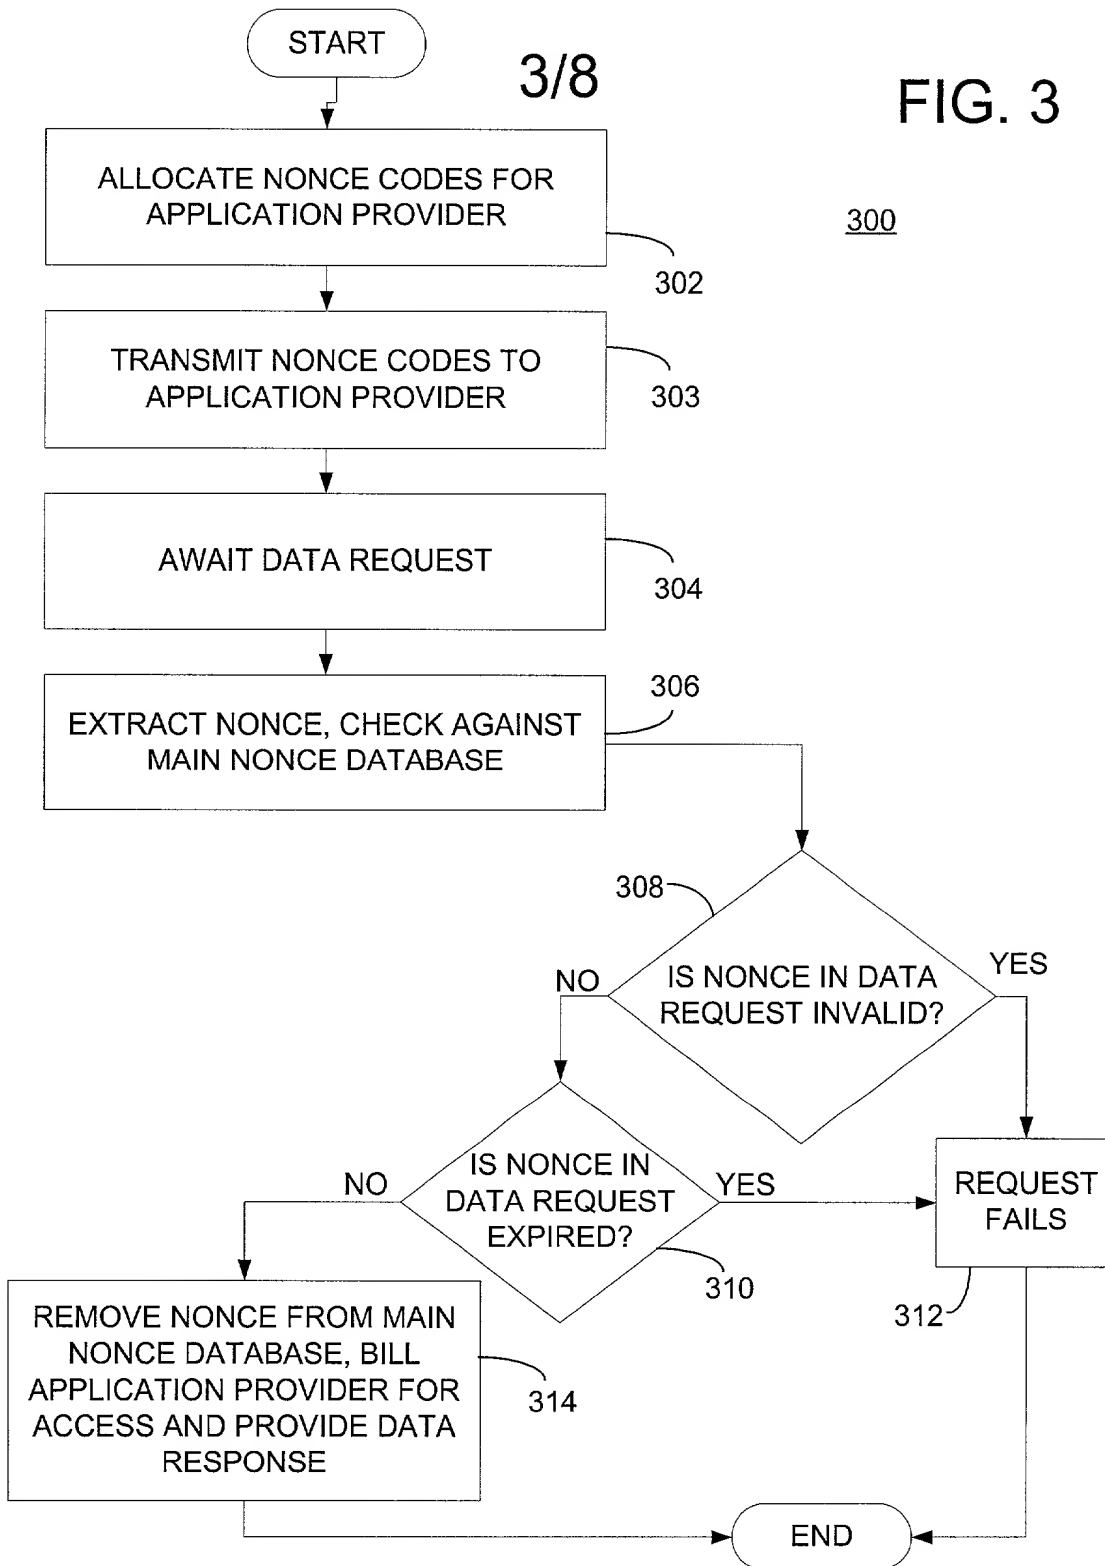 START
3/8
FIG. 3
300
ALLOCATE NONCE CODES FOR
APPLICATION PROVIDER
302
TRANSMIT NONCE CODES TO
APPLICATION PROVIDER
303
AWAIT DATA REQUEST
304
EXTRACT NONCE, CHECK AGAINST
MAIN NONCE DATABASE
306
308
IS NONCE IN DATA
REQUEST INVALID?
NO
YES
IS NONCE IN
DATA REQUEST
EXPIRED?
NO
YES
310
REQUEST
FAILS
312
REMOVE NONCE FROM MAIN
NONCE DATABASE, BILL
APPLICATION PROVIDER FOR
ACCESS AND PROVIDE DATA
RESPONSE
314
END